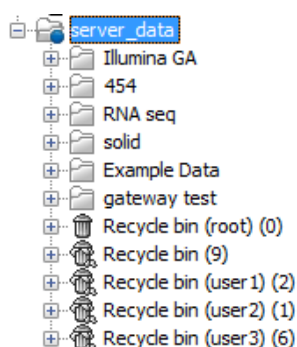 server_data
Illumina GA
454
RNA seq
solid
Example Data
gateway test
Recycle bin (root) (0)
Recycle bin (9)
Recycle bin (user1) (2)
Recycle bin (user2) (1)
Recycle bin (user3) (6)